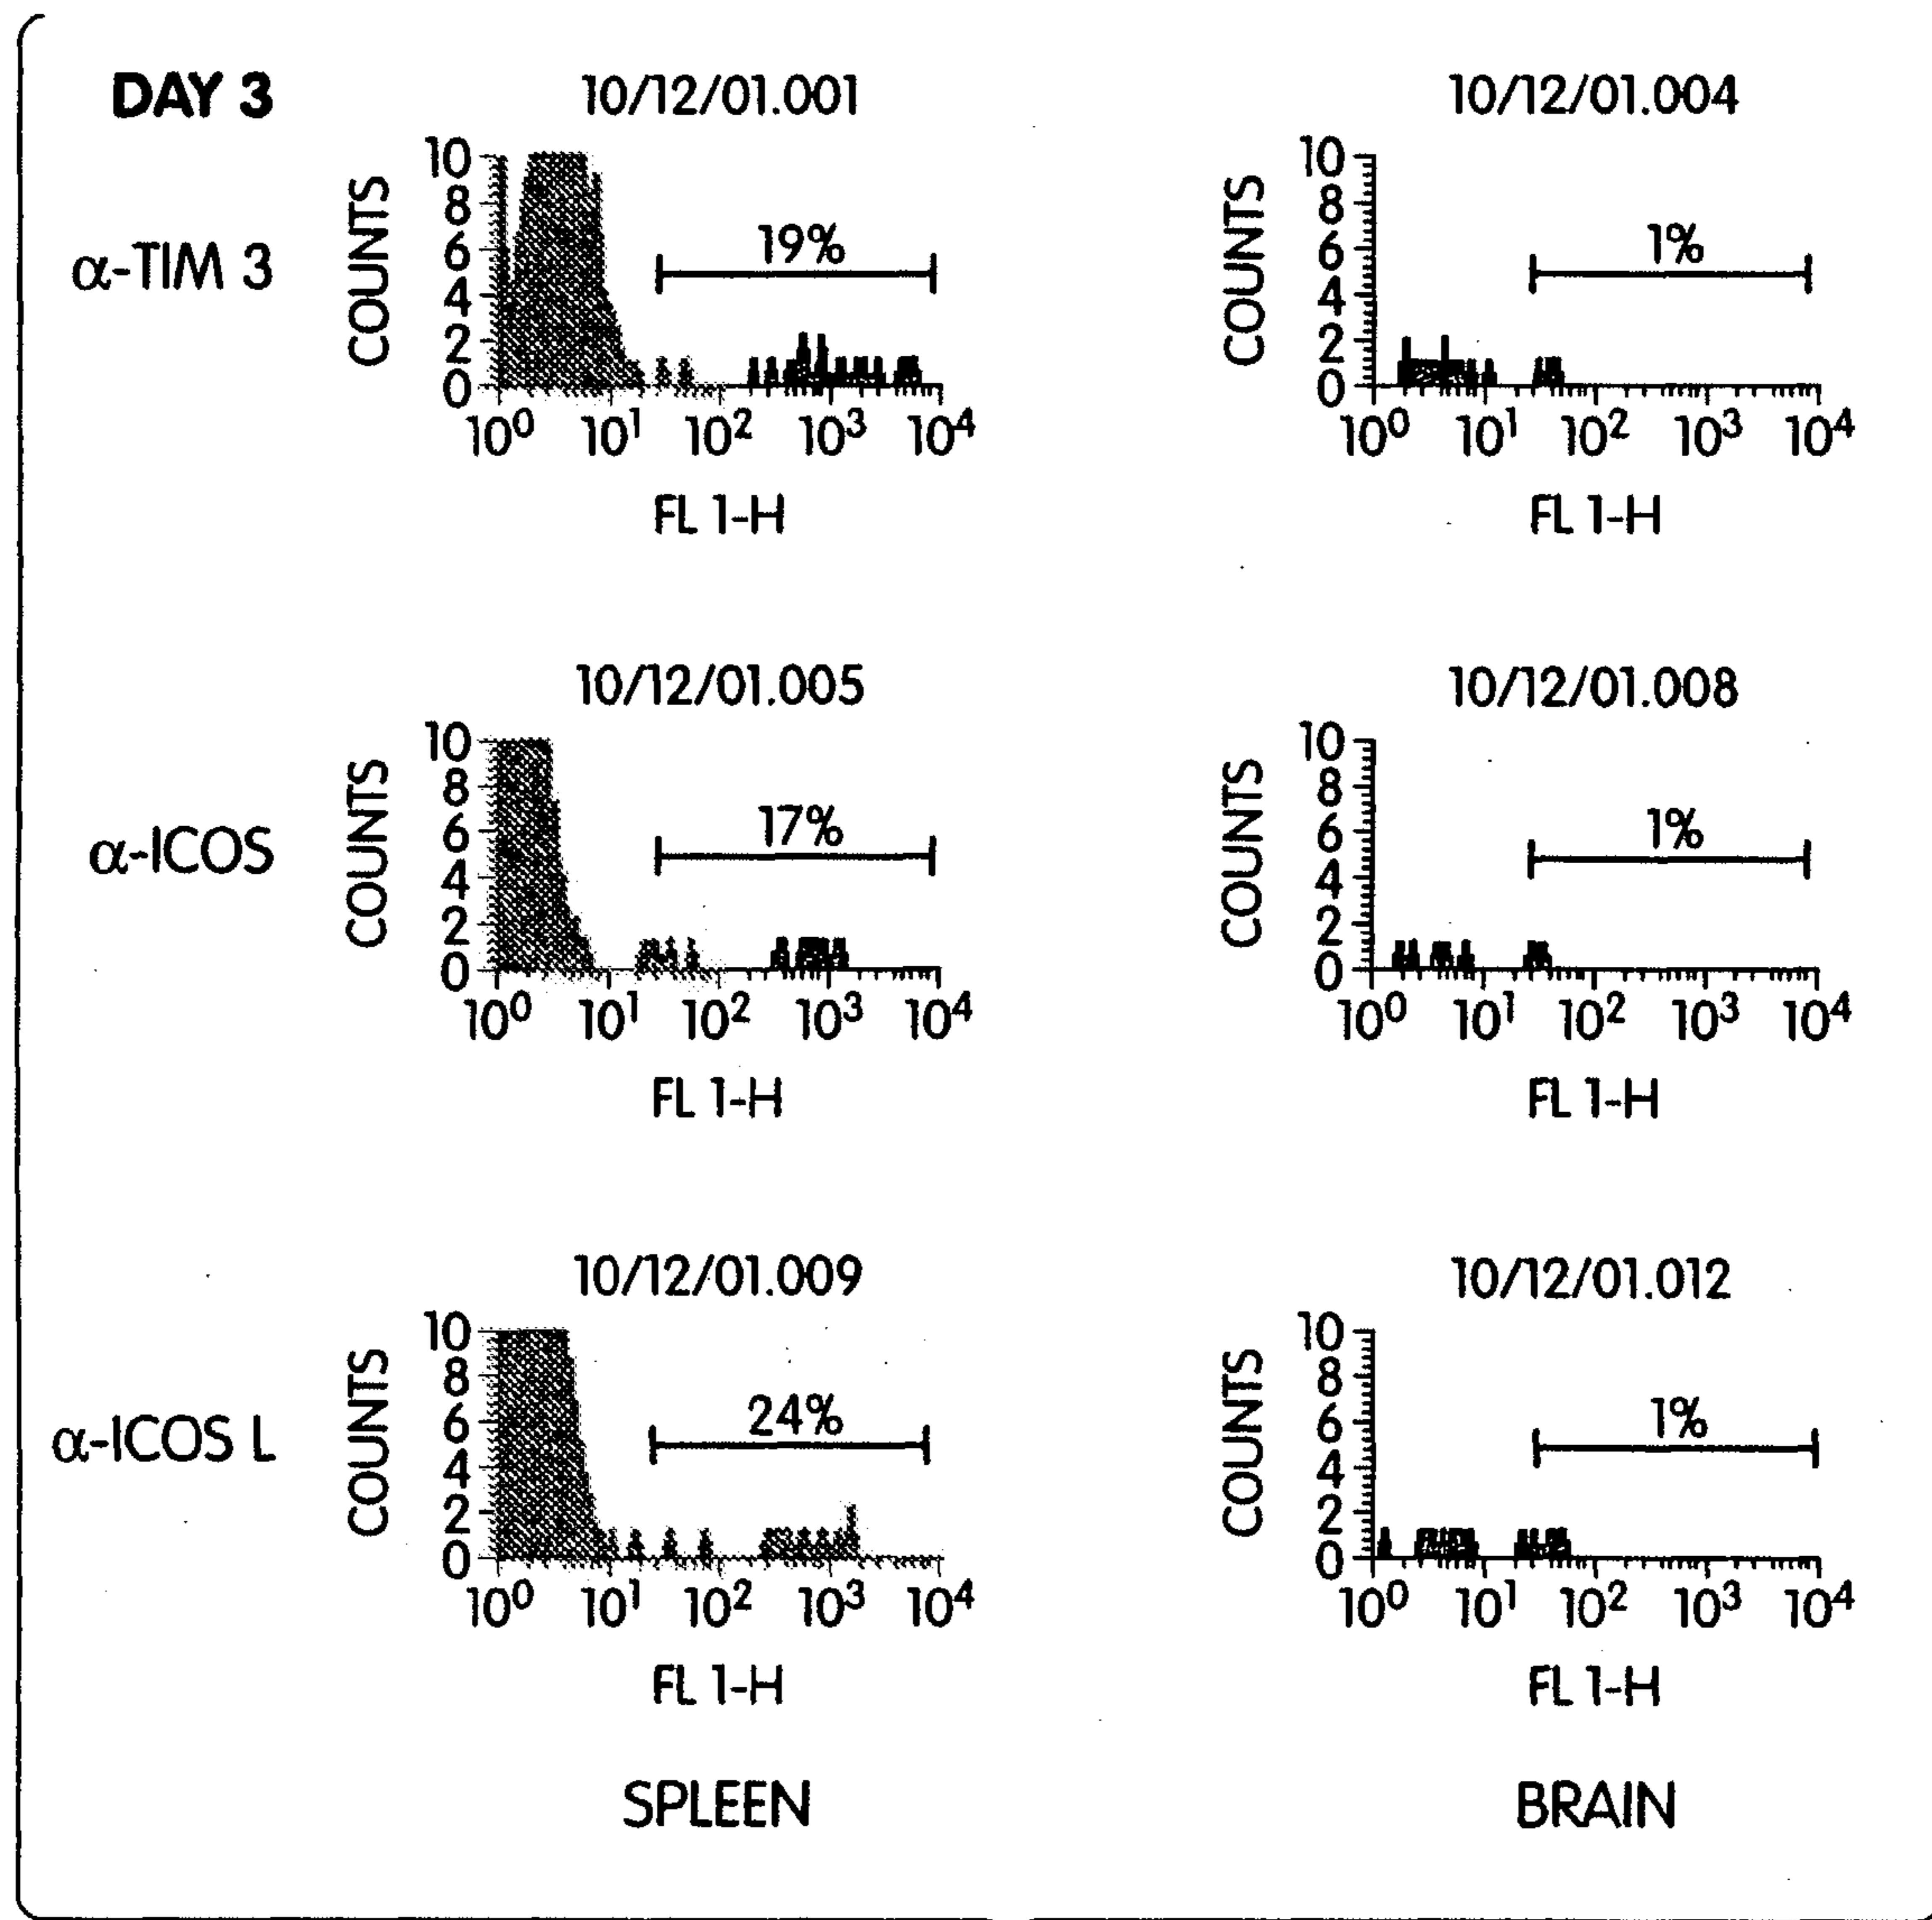 DAY 3
10/12/01.001
10/12/01.004
α-TIM 3
COUNTS
10
8
6
4
2
0
19%
10⁰ 10¹ 10² 10³ 10⁴
FL 1-H
COUNTS
10
8
6
4
2
0
1%
10⁰ 10¹ 10² 10³ 10⁴
FL 1-H
10/12/01.005
10/12/01.008
α-ICOS
COUNTS
10
8
6
4
2
0
17%
10⁰ 10¹ 10² 10³ 10⁴
FL 1-H
COUNTS
10
8
6
4
2
0
1%
10⁰ 10¹ 10² 10³ 10⁴
FL 1-H
10/12/01.009
10/12/01.012
α-ICOS L
COUNTS
10
8
6
4
2
0
24%
10⁰ 10¹ 10² 10³ 10⁴
FL 1-H
COUNTS
10
8
6
4
2
0
1%
10⁰ 10¹ 10² 10³ 10⁴
FL 1-H
SPLEEN
BRAIN